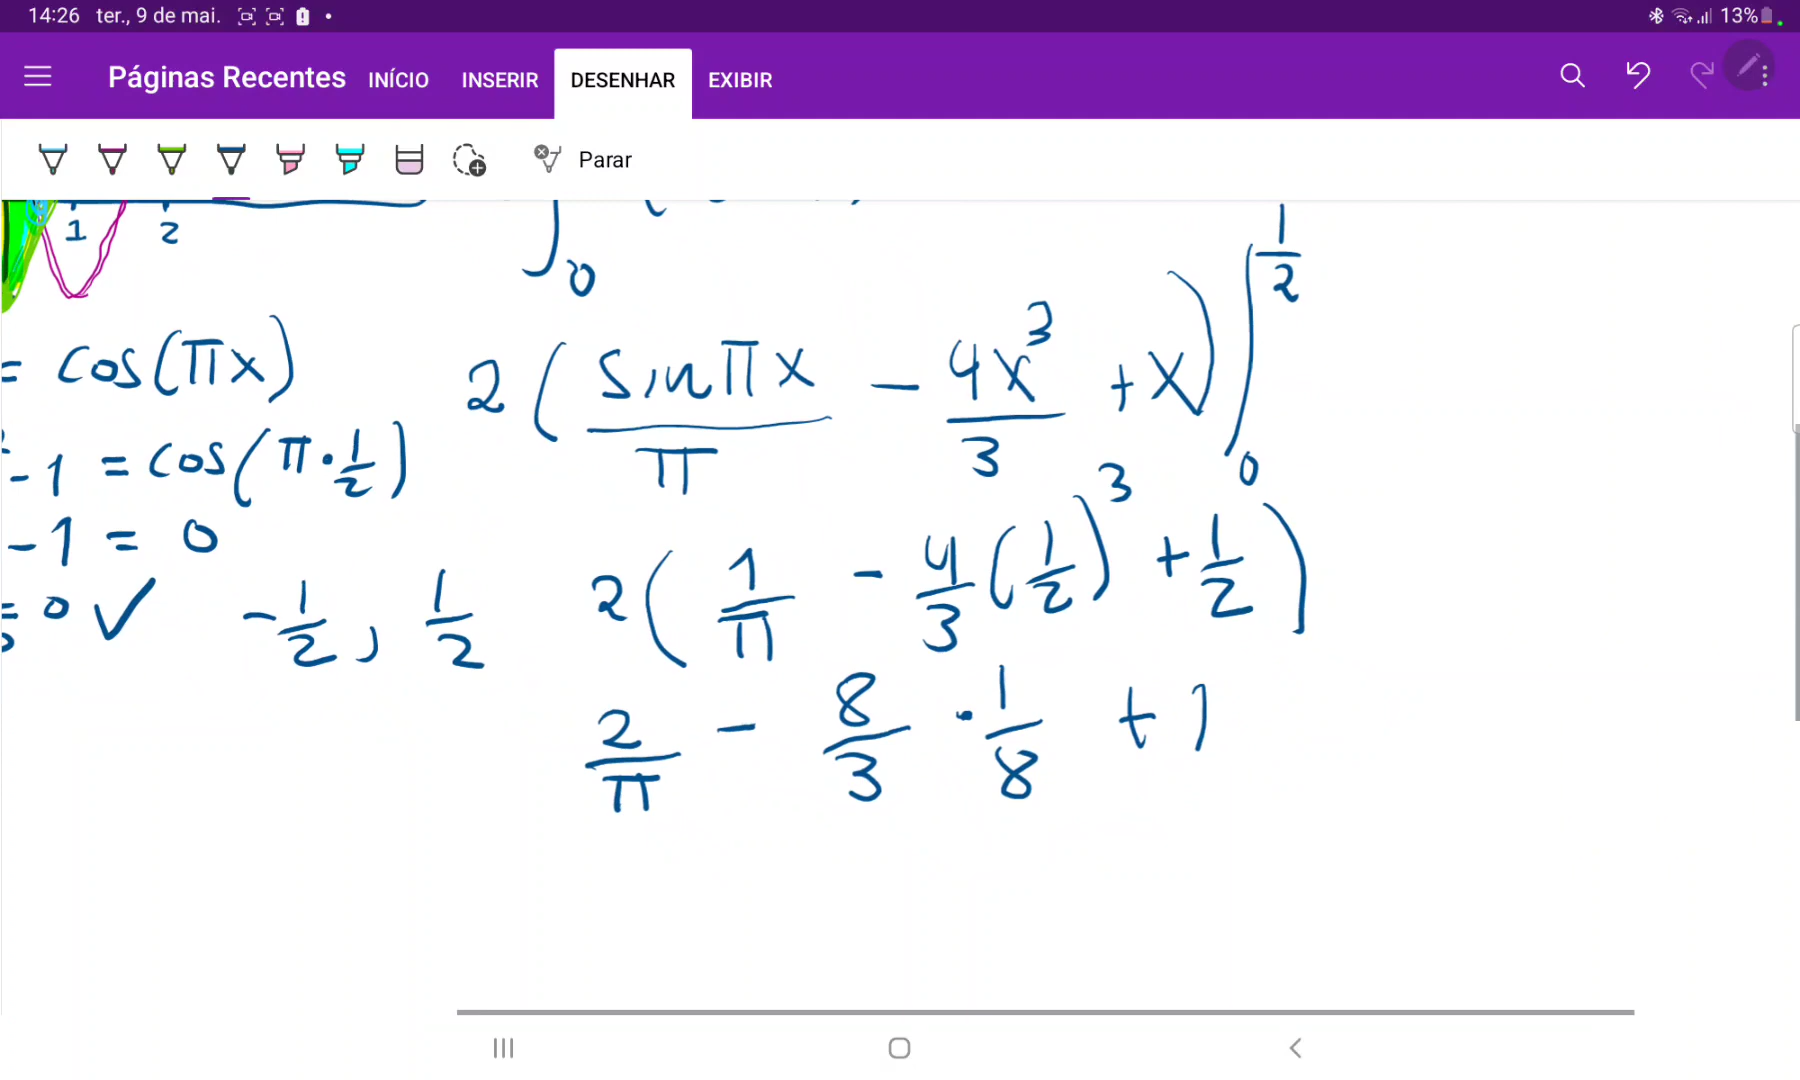 14:26 ter., 9 de mai. 13%
Páginas Recentes INÍCIO INSERIR DESENHAR EXIBIR
Parar
1 2
∫0
= cos(πx)
-1 = cos(π·1/2)
-1 = 0
= 0 ✓ -1/2, 1/2
2(sin πx/π - 4x³/3 + x)|₀^1/2
2(1/π - 4/3(1/2)³ + 1/2)
2/π - 8/3 · 1/8 + 1